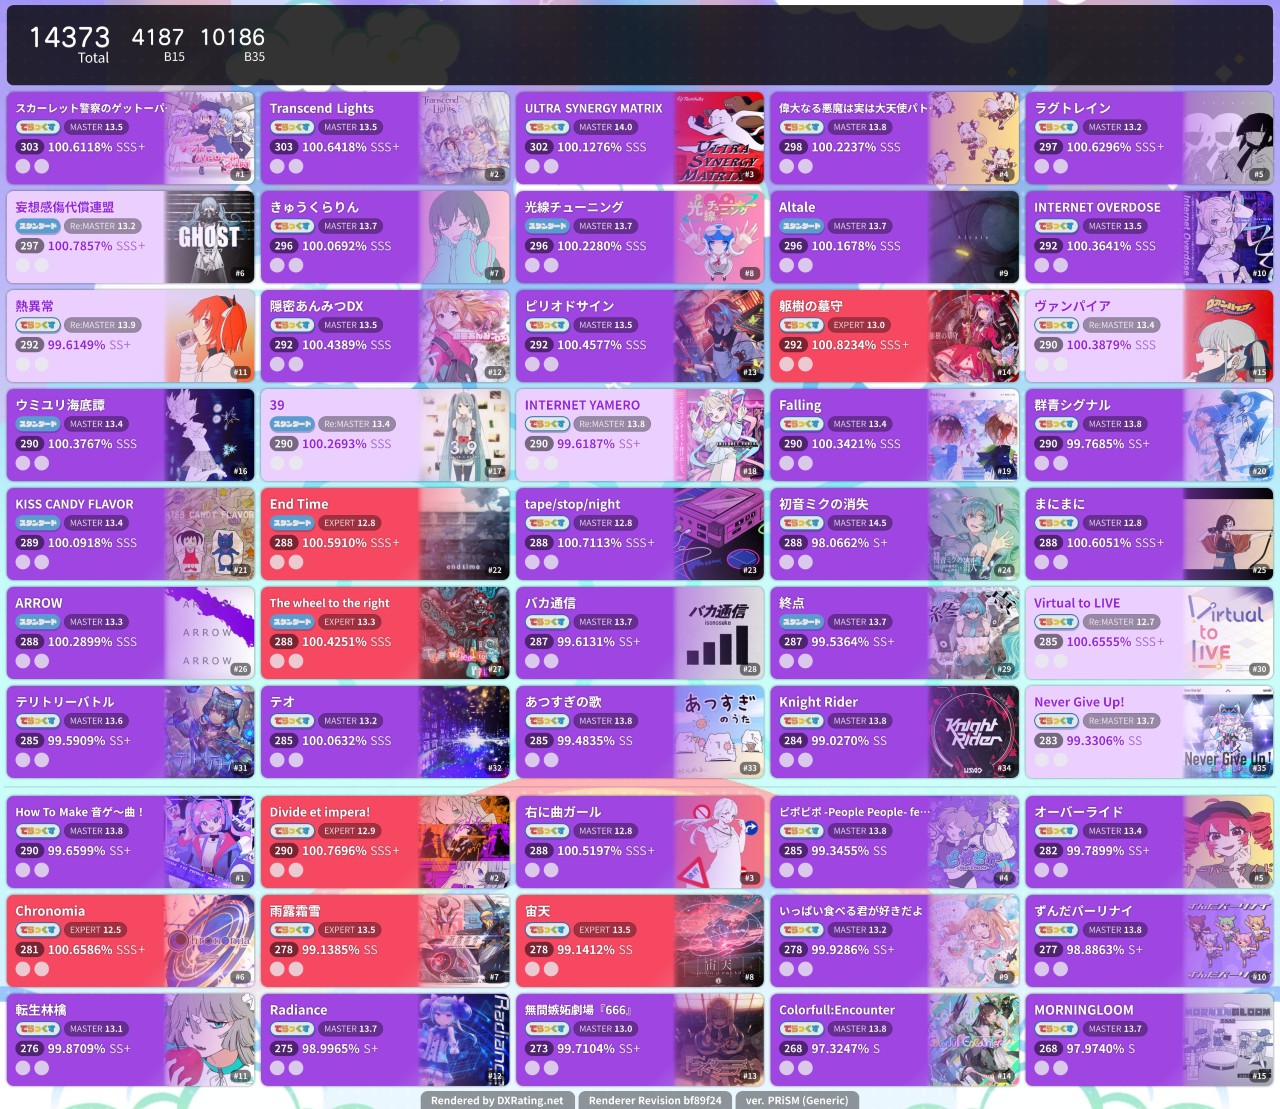 14373 4187 10186
Total B15 B35
スカーレット警察のゲットーパ
でらっくす MASTER 13.5
303 100.6118% SSS+
#1
Transcend Lights
でらっくす MASTER 13.5
303 100.6418% SSS+
#2
ULTRA SYNERGY MATRIX
でらっくす MASTER 14.0
302 100.1276% SSS
#3
偉大なる悪魔は実は大天使パト
でらっくす MASTER 13.8
298 100.2237% SSS
#4
ラグトレイン
でらっくす MASTER 13.2
297 100.6296% SSS+
#5
妄想感傷代償連盟
スタンダード Re:MASTER 13.2
297 100.7857% SSS+
GHOST
#6
きゅうくらりん
でらっくす MASTER 13.7
296 100.0692% SSS
#7
光線チューニング
スタンダード MASTER 13.7
296 100.2280% SSS
#8
Altale
スタンダード MASTER 13.7
296 100.1678% SSS
#9
INTERNET OVERDOSE
でらっくす MASTER 13.5
292 100.3641% SSS
#10
熱異常
でらっくす Re:MASTER 13.9
292 99.6149% SS+
#11
隠密あんみつDX
でらっくす MASTER 13.5
292 100.4389% SSS
#12
ピリオドサイン
でらっくす MASTER 13.5
292 100.4577% SSS
#13
躯樹の墓守
でらっくす EXPERT 13.0
292 100.8234% SSS+
#14
ヴァンパイア
でらっくす Re:MASTER 13.4
290 100.3879% SSS
#15
ウミユリ海底譚
でらっくす MASTER 13.4
290 100.3767% SSS
#16
39
スタンダード Re:MASTER 13.4
290 100.2693% SSS
#17
INTERNET YAMERO
でらっくす Re:MASTER 13.8
290 99.6187% SS+
#18
Falling
でらっくす MASTER 13.4
290 100.3421% SSS
#19
群青シグナル
でらっくす MASTER 13.8
290 99.7685% SS+
#20
KISS CANDY FLAVOR
スタンダード MASTER 13.4
289 100.0918% SSS
#21
End Time
スタンダード EXPERT 12.8
288 100.5910% SSS+
#22
tape/stop/night
でらっくす MASTER 12.8
288 100.7113% SSS+
#23
初音ミクの消失
でらっくす MASTER 14.5
288 98.0662% S+
#24
まにまに
でらっくす MASTER 12.8
288 100.6051% SSS+
#25
ARROW
スタンダード MASTER 13.3
288 100.2899% SSS
ARROW
ARROW
#26
The wheel to the right
スタンダード EXPERT 13.3
288 100.4251% SSS
#27
バカ通信
でらっくす MASTER 13.7
287 99.6131% SS+
バカ通信
#28
終点
スタンダード MASTER 13.7
287 99.5364% SS+
#29
Virtual to LIVE
でらっくす Re:MASTER 12.7
285 100.6555% SSS+
Virtual
to
LIVE
#30
テリトリーバトル
でらっくす MASTER 13.6
285 99.5909% SS+
#31
テオ
でらっくす MASTER 13.2
285 100.0632% SSS
#32
あつすぎの歌
でらっくす MASTER 13.8
285 99.4835% SS
あつすぎ
のうた
#33
Knight Rider
でらっくす MASTER 13.8
284 99.0270% SS
Knight
Rider
#34
Never Give Up!
でらっくす Re:MASTER 13.7
283 99.3306% SS
Never Give Up!
#35
How To Make 音ゲ～曲！
でらっくす MASTER 13.8
290 99.6599% SS+
#1
Divide et impera!
でらっくす EXPERT 12.9
290 100.7696% SSS+
#2
右に曲ガール
でらっくす MASTER 12.8
288 100.5197% SSS+
#3
ピポピポ -People People- fe…
でらっくす MASTER 13.8
285 99.3455% SS
#4
オーバーライド
でらっくす MASTER 13.4
282 99.7899% SS+
#5
Chronomia
でらっくす EXPERT 12.5
281 100.6586% SSS+
Chronomia
#6
雨露霜雪
でらっくす EXPERT 13.5
278 99.1385% SS
#7
宙天
でらっくす EXPERT 13.5
278 99.1412% SS
宙天
#8
いっぱい食べる君が好きだよ
でらっくす MASTER 13.2
278 99.9286% SS+
#9
ずんだパーリナイ
でらっくす MASTER 13.8
277 98.8863% S+
#10
転生林檎
でらっくす MASTER 13.1
276 99.8709% SS+
#11
Radiance
でらっくす MASTER 13.7
275 98.9965% S+
Radiance
#12
無間嫉妬劇場『666』
でらっくす MASTER 13.0
273 99.7104% SS+
#13
Colorfull:Encounter
でらっくす MASTER 13.8
268 97.3247% S
#14
MORNINGLOOM
でらっくす MASTER 13.7
268 97.9740% S
MORNINGLOOM
#15
Rendered by DXRating.net Renderer Revision bf89f24 ver. PRiSM (Generic)